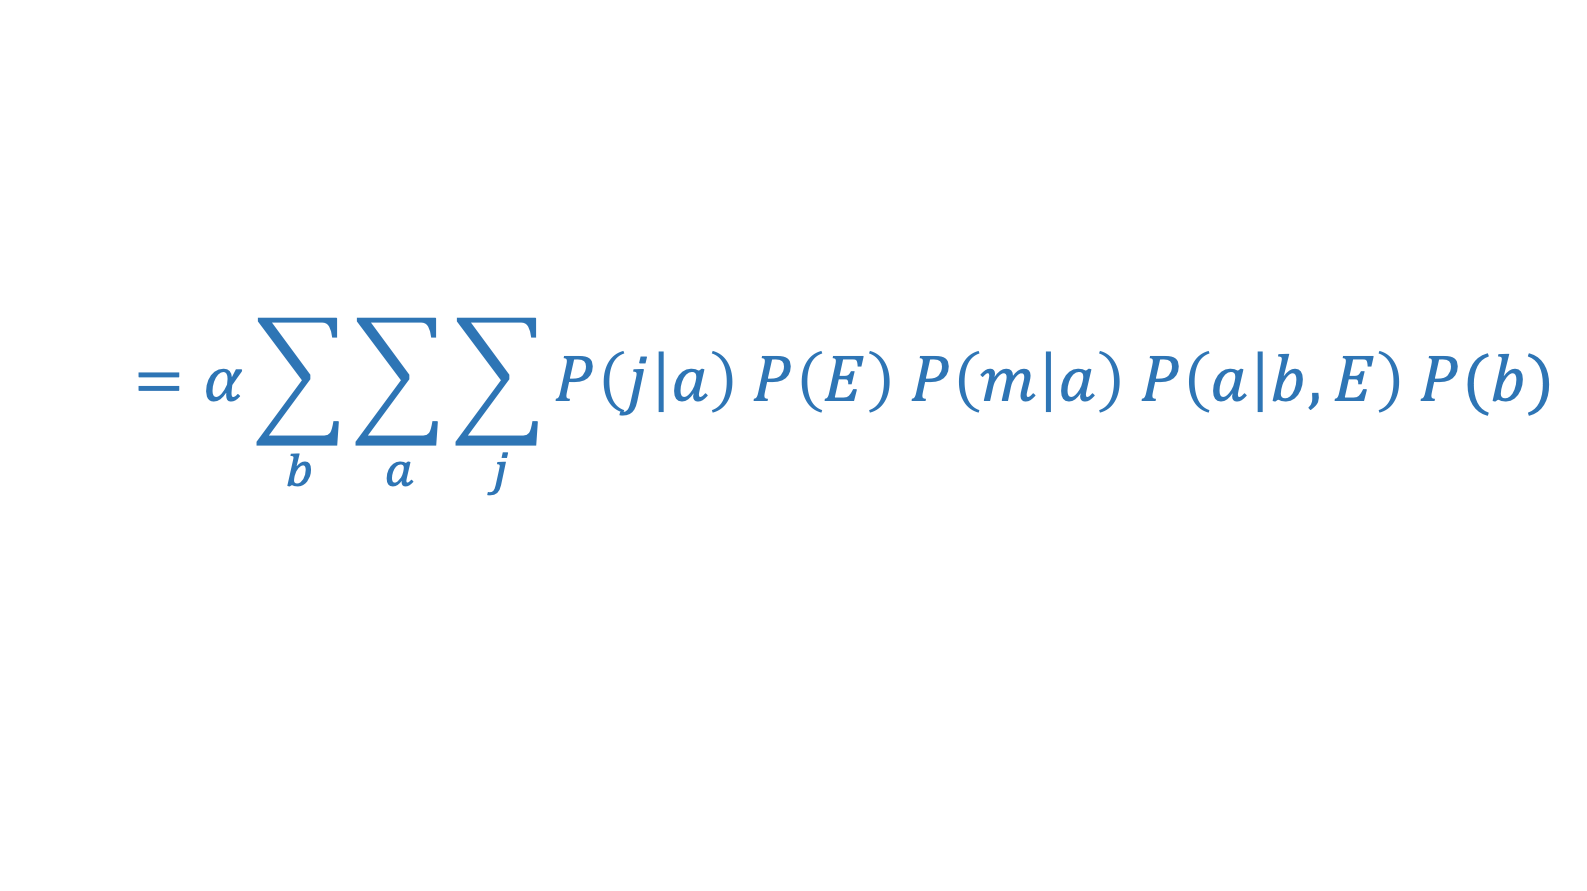 = α ∑_b ∑_a ∑_j P(j|a) P(E) P(m|a) P(a|b, E) P(b)